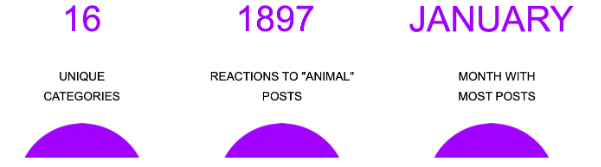 16
1897
JANUARY
UNIQUE
CATEGORIES
REACTIONS TO "ANIMAL"
POSTS
MONTH WITH
MOST POSTS